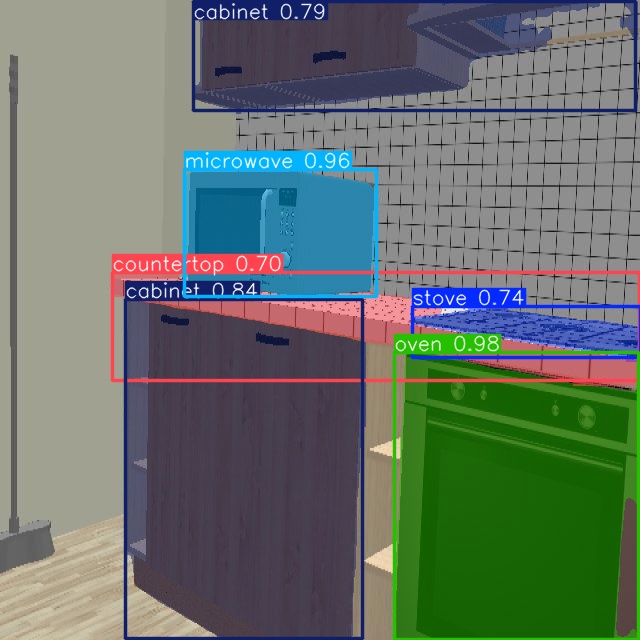 cabinet 0.79
microwave 0.96
countertop 0.70
cabinet 0.84
stove 0.74
oven 0.98